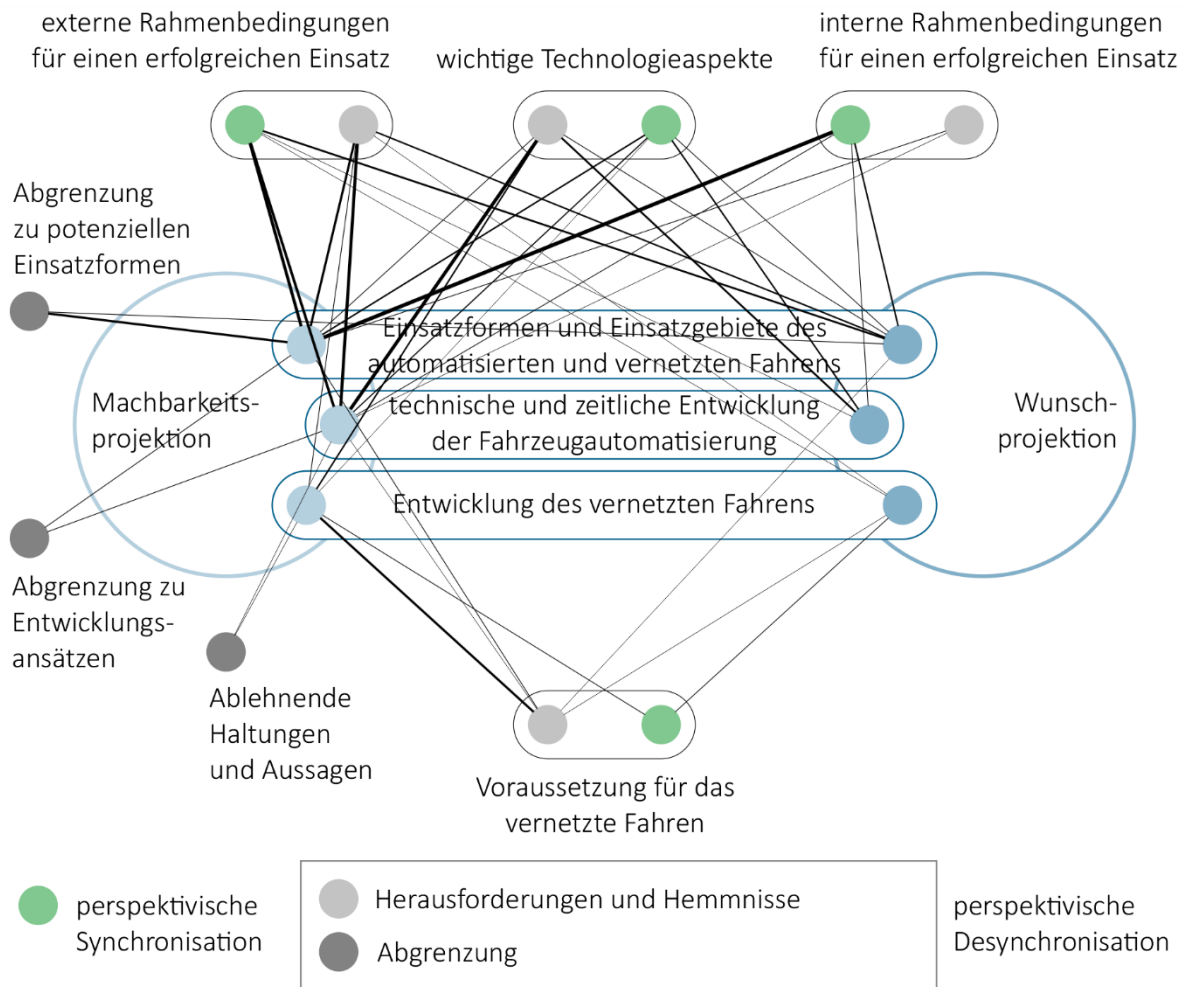 externe Rahmenbedingungen
für einen erfolgreichen Einsatz
wichtige Technologieaspekte
interne Rahmenbedingungen
für einen erfolgreichen Einsatz
Abgrenzung
zu potenziellen
Einsatzformen
Einsatzformen und Einsatzgebiete des
automatisierten und vernetzten Fahrens
Machbarkeits-
projektion
technische und zeitliche Entwicklung
der Fahrzeugautomatisierung
Wunsch-
projektion
Entwicklung des vernetzten Fahrens
Abgrenzung zu
Entwicklungs-
ansätzen
Ablehnende
Haltungen
und Aussagen
Voraussetzung für das
vernetzte Fahren
perspektivische
Synchronisation
Herausforderungen und Hemmnisse
Abgrenzung
perspektivische
Desynchronisation